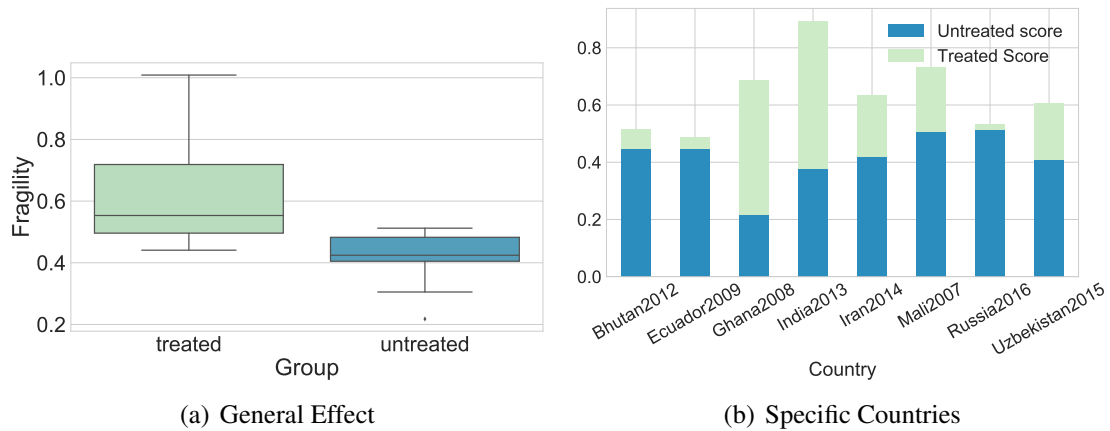 Fragility
1.0
0.8
0.6
0.4
0.2
treated
untreated
Group
(a) General Effect
Untreated score
Treated Score
0.8
0.6
0.4
0.2
0.0
Bhutan2012
Ecuador2009
Ghana2008
India2013
Iran2014
Mali2007
Russia2016
Uzbekistan2015
Country
(b) Specific Countries